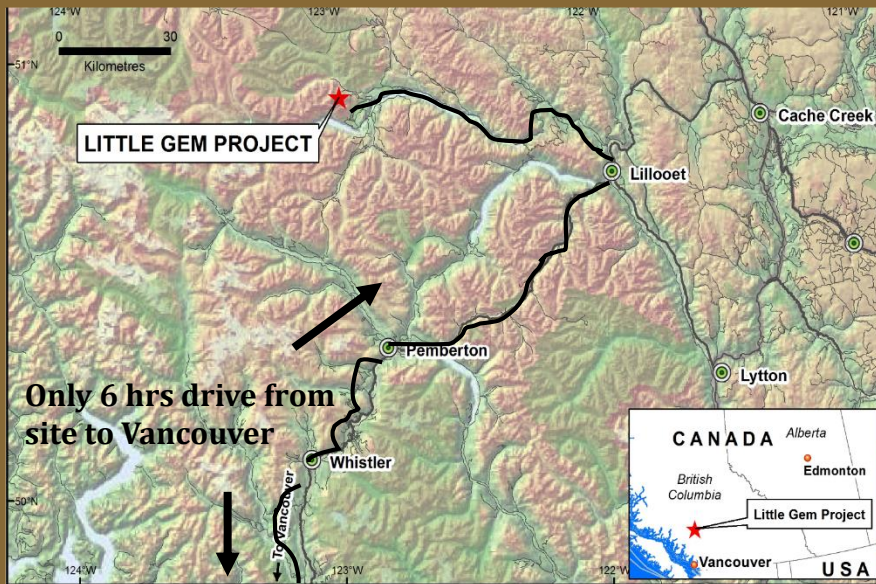 124°W
123°W
122°W
121°W
0
30
Kilometres
51°N
LITTLE GEM PROJECT
Cache Creek
Lillooet
Pemberton
Lytton
Only 6 hrs drive from
site to Vancouver
Whistler
To Vancouver
50°N
124°W
123°W
122°W
CANADA
Alberta
Edmonton
British
Columbia
Little Gem Project
Vancouver
USA